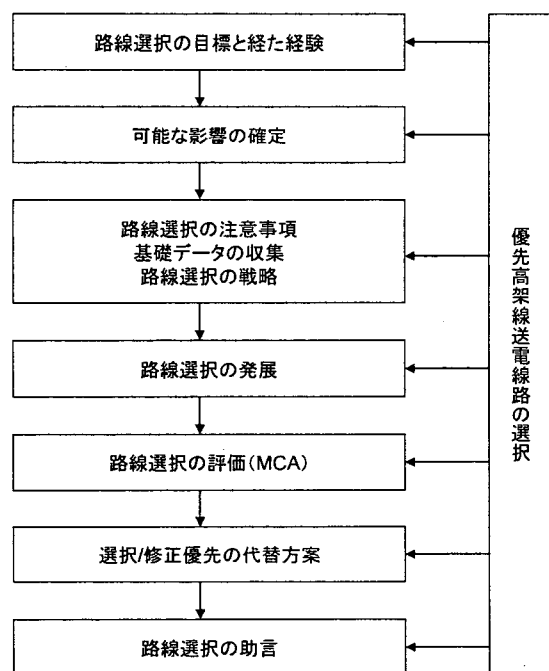 路線選択の目標と経た経験
可能な影響の確定
路線選択の注意事項
基礎データの収集
路線選択の戦略
路線選択の発展
路線選択の評価(MCA)
選択/修正優先の代替方案
路線選択の助言
優先高架線送電線路の選択